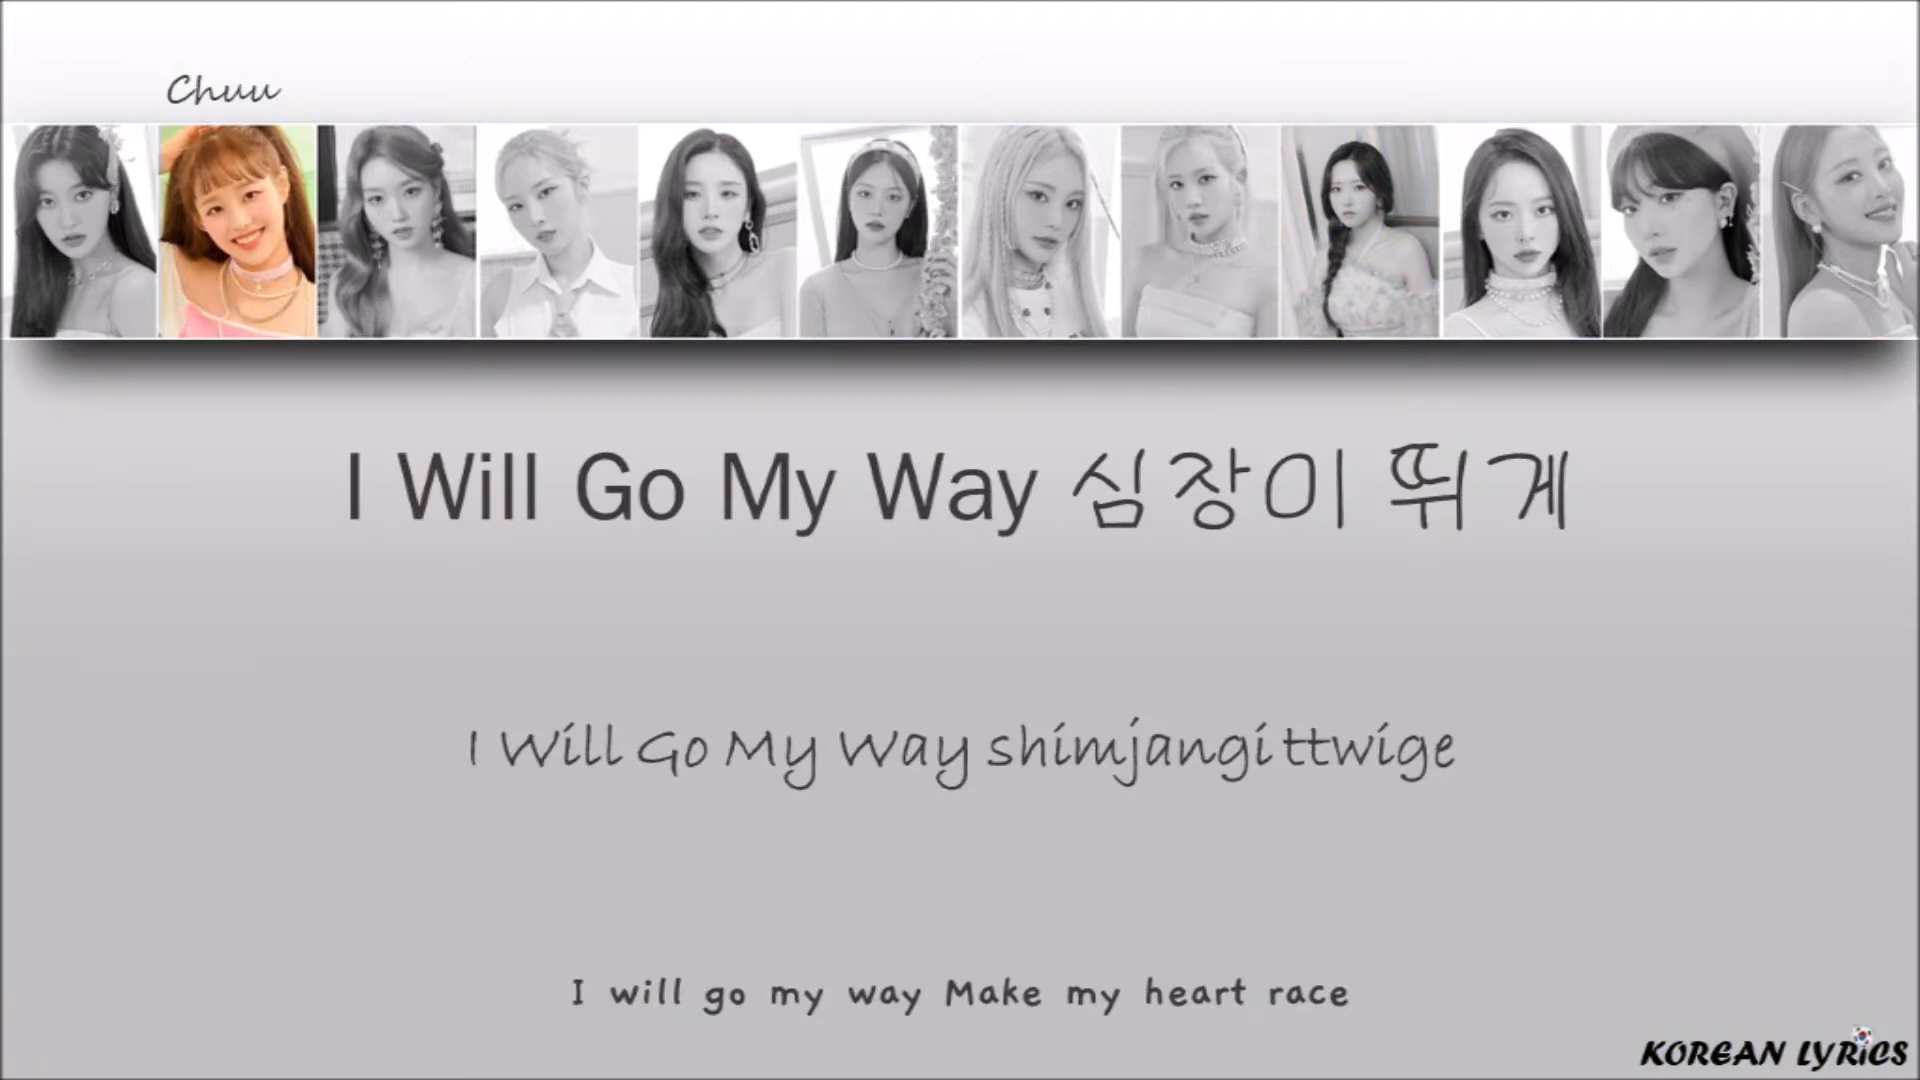 Chuu
I Will Go My Way 심장이 뛰게
I Will Go My Way shimjangi ttwige
I will go my way Make my heart race
KOREAN LYRICS